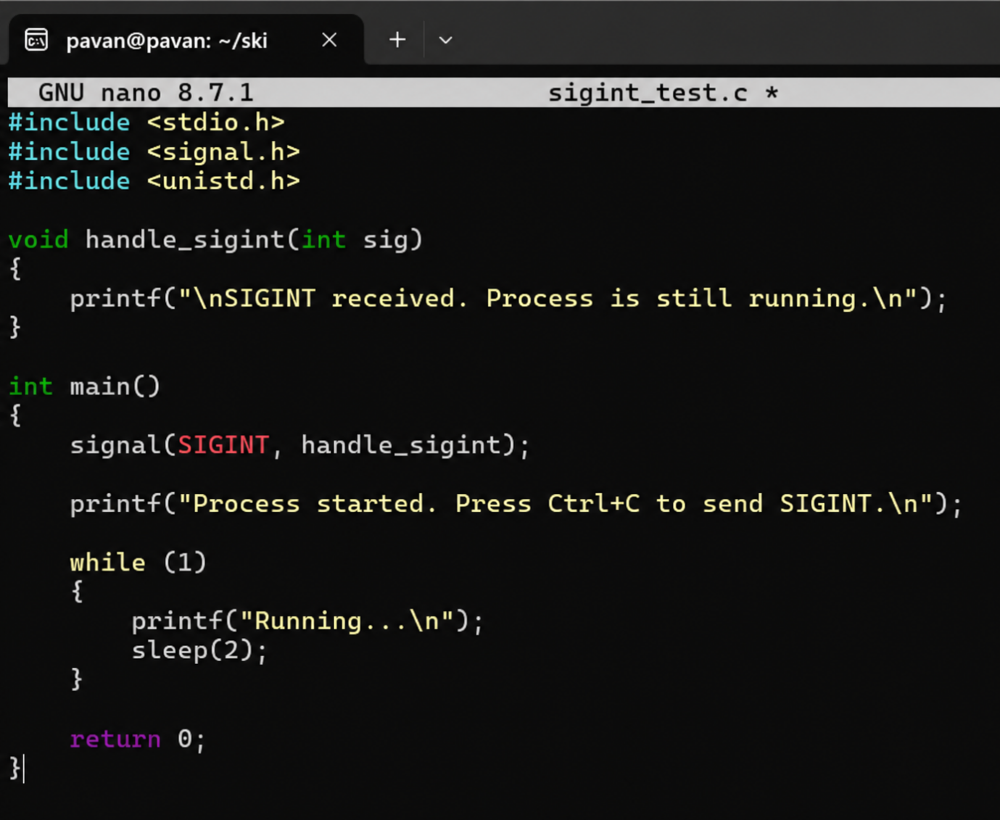 pavan@pavan: ~/ski
GNU nano 8.7.1 sigint_test.c *
#include <stdio.h>
#include <signal.h>
#include <unistd.h>
void handle_sigint(int sig)
{
    printf("\nSIGINT received. Process is still running.\n");
}
int main()
{
    signal(SIGINT, handle_sigint);
    printf("Process started. Press Ctrl+C to send SIGINT.\n");
    while (1)
    {
        printf("Running...\n");
        sleep(2);
    }
    return 0;
}